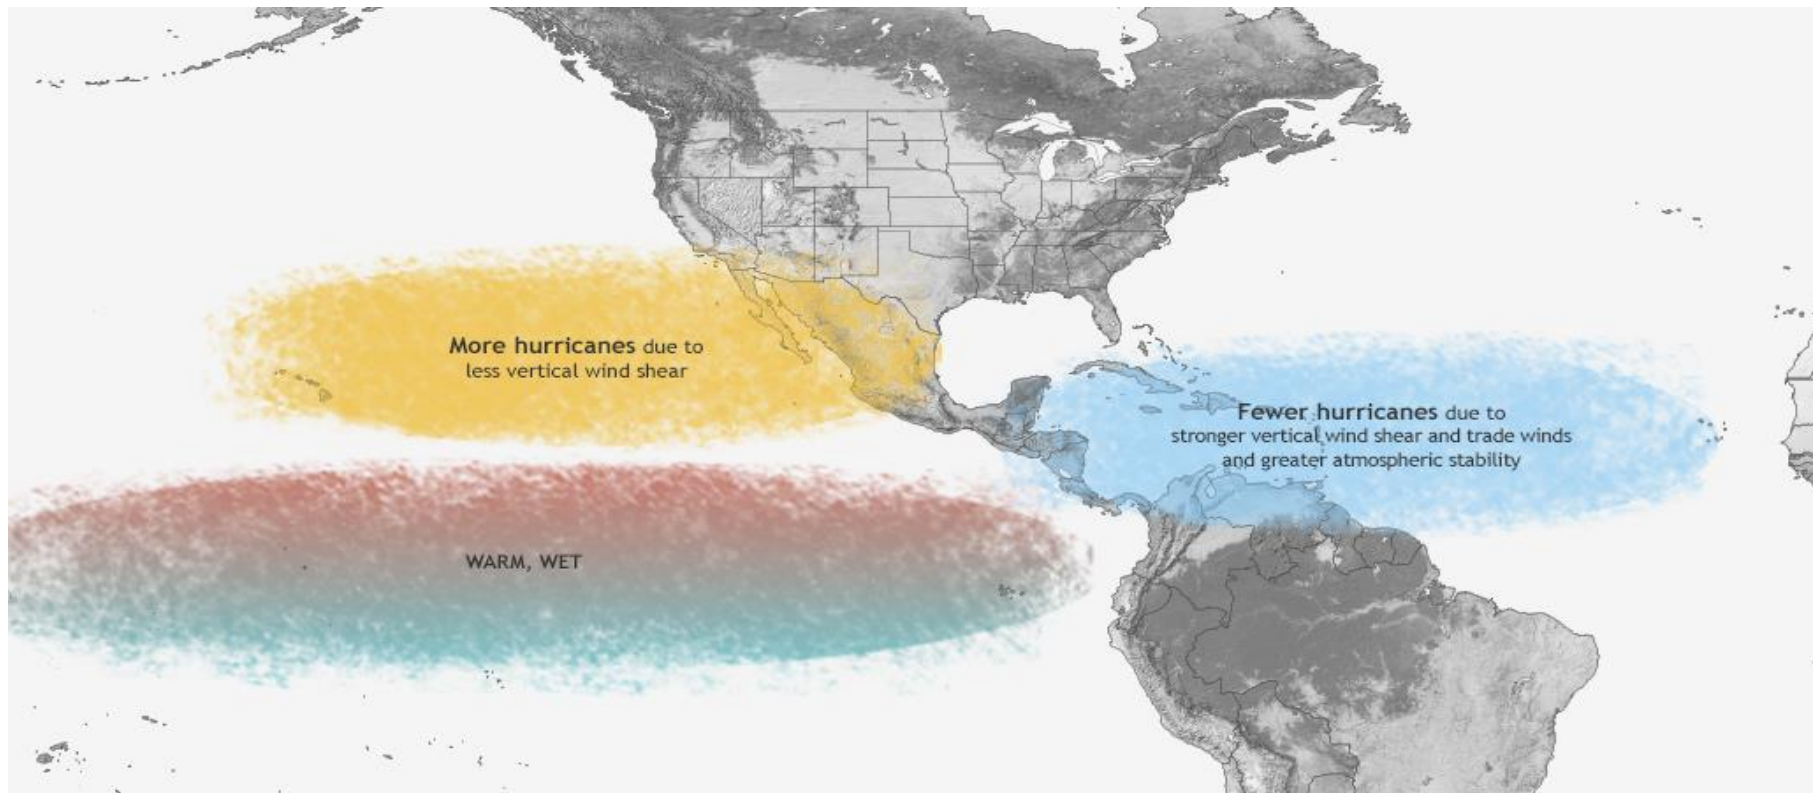 More hurricanes due to
less vertical wind shear
Fewer hurricanes due to
stronger vertical wind shear and trade winds
and greater atmospheric stability
WARM, WET